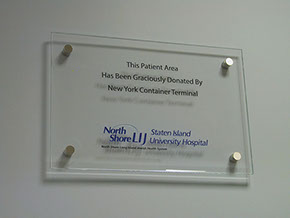 This Patient Area
Has Been Graciously Donated By
New York Container Terminal
North Shore LIJ
Staten Island
University Hospital